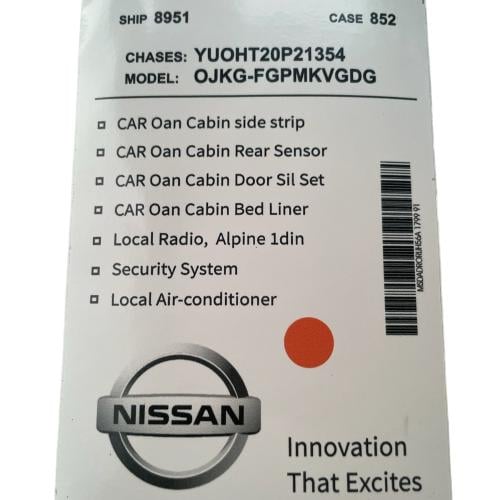 SHIP 8951 CASE 852
CHASES: YUOHT20P21354
MODEL: OJKG-FGPMKVGDG
CAR Oan Cabin side strip
CAR Oan Cabin Rear Sensor
CAR Oan Cabin Door Sil Set
CAR Oan Cabin Bed Liner
Local Radio, Alpine 1din
Security System
Local Air-conditioner
NISSAN
Innovation
That Excites